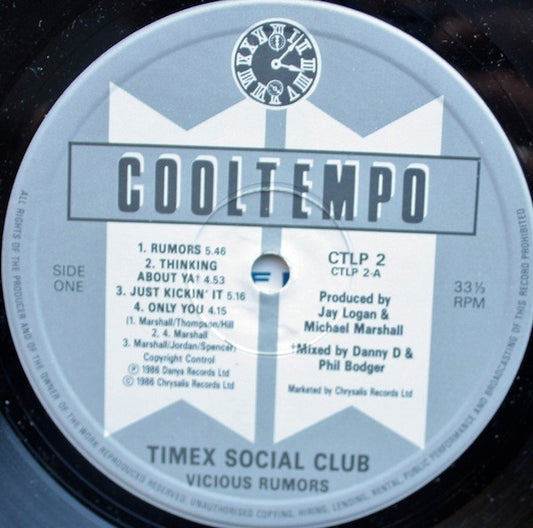 COOLTEMPO
SIDE
ONE
1. RUMORS 5.46
2. THINKING
ABOUT YA† 4.53
3. JUST KICKIN' IT 5.16
4. ONLY YOU 4.15
1. Marshall/Thompson/Hill
2. 4. Marshall
3. Marshall/Jordan/Spencer
Copyright Control
Ⓟ 1986 Danya Records Ltd
© 1986 Chrysalis Records Ltd
CTLP 2
CTLP 2-A
Produced by
Jay Logan &
Michael Marshall
†Mixed by Danny D &
Phil Bodger
Marketed by Chrysalis Records Ltd
33⅓
RPM
TIMEX SOCIAL CLUB
VICIOUS RUMORS
ALL RIGHTS OF THE PRODUCER AND OF THE OWNER OF THE WORK REPRODUCED RESERVED. UNAUTHORISED COPYING, HIRING, LENDING, RENTAL, PUBLIC PERFORMANCE AND BROADCASTING OF THIS RECORD PROHIBITED